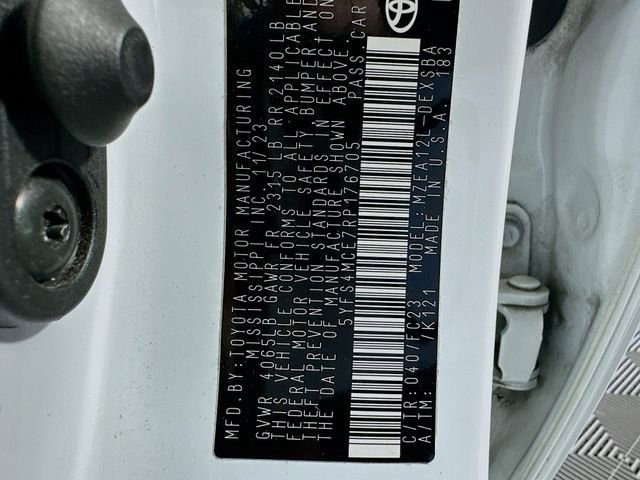 MFD. BY: TOYOTA MOTOR MANUFACTURING
MISSISSIPPI INC. 11/23
GVWR 4065LB GAWR FR 2315 LB RR 2140 LB
THIS VEHICLE CONFORMS TO ALL APPLICABLE
FEDERAL MOTOR VEHICLE SAFETY, BUMPER AND
THEFT PREVENTION STANDARDS IN EFFECT ON
THE DATE OF MANUFACTURE SHOWN ABOVE.
5YFS4MCE7RP176705 PASS. CAR
C/TR: 040/FC23 MODEL: MZEA12L-DEXSBA
A/TM: /K121 MADE IN U.S.A. 183